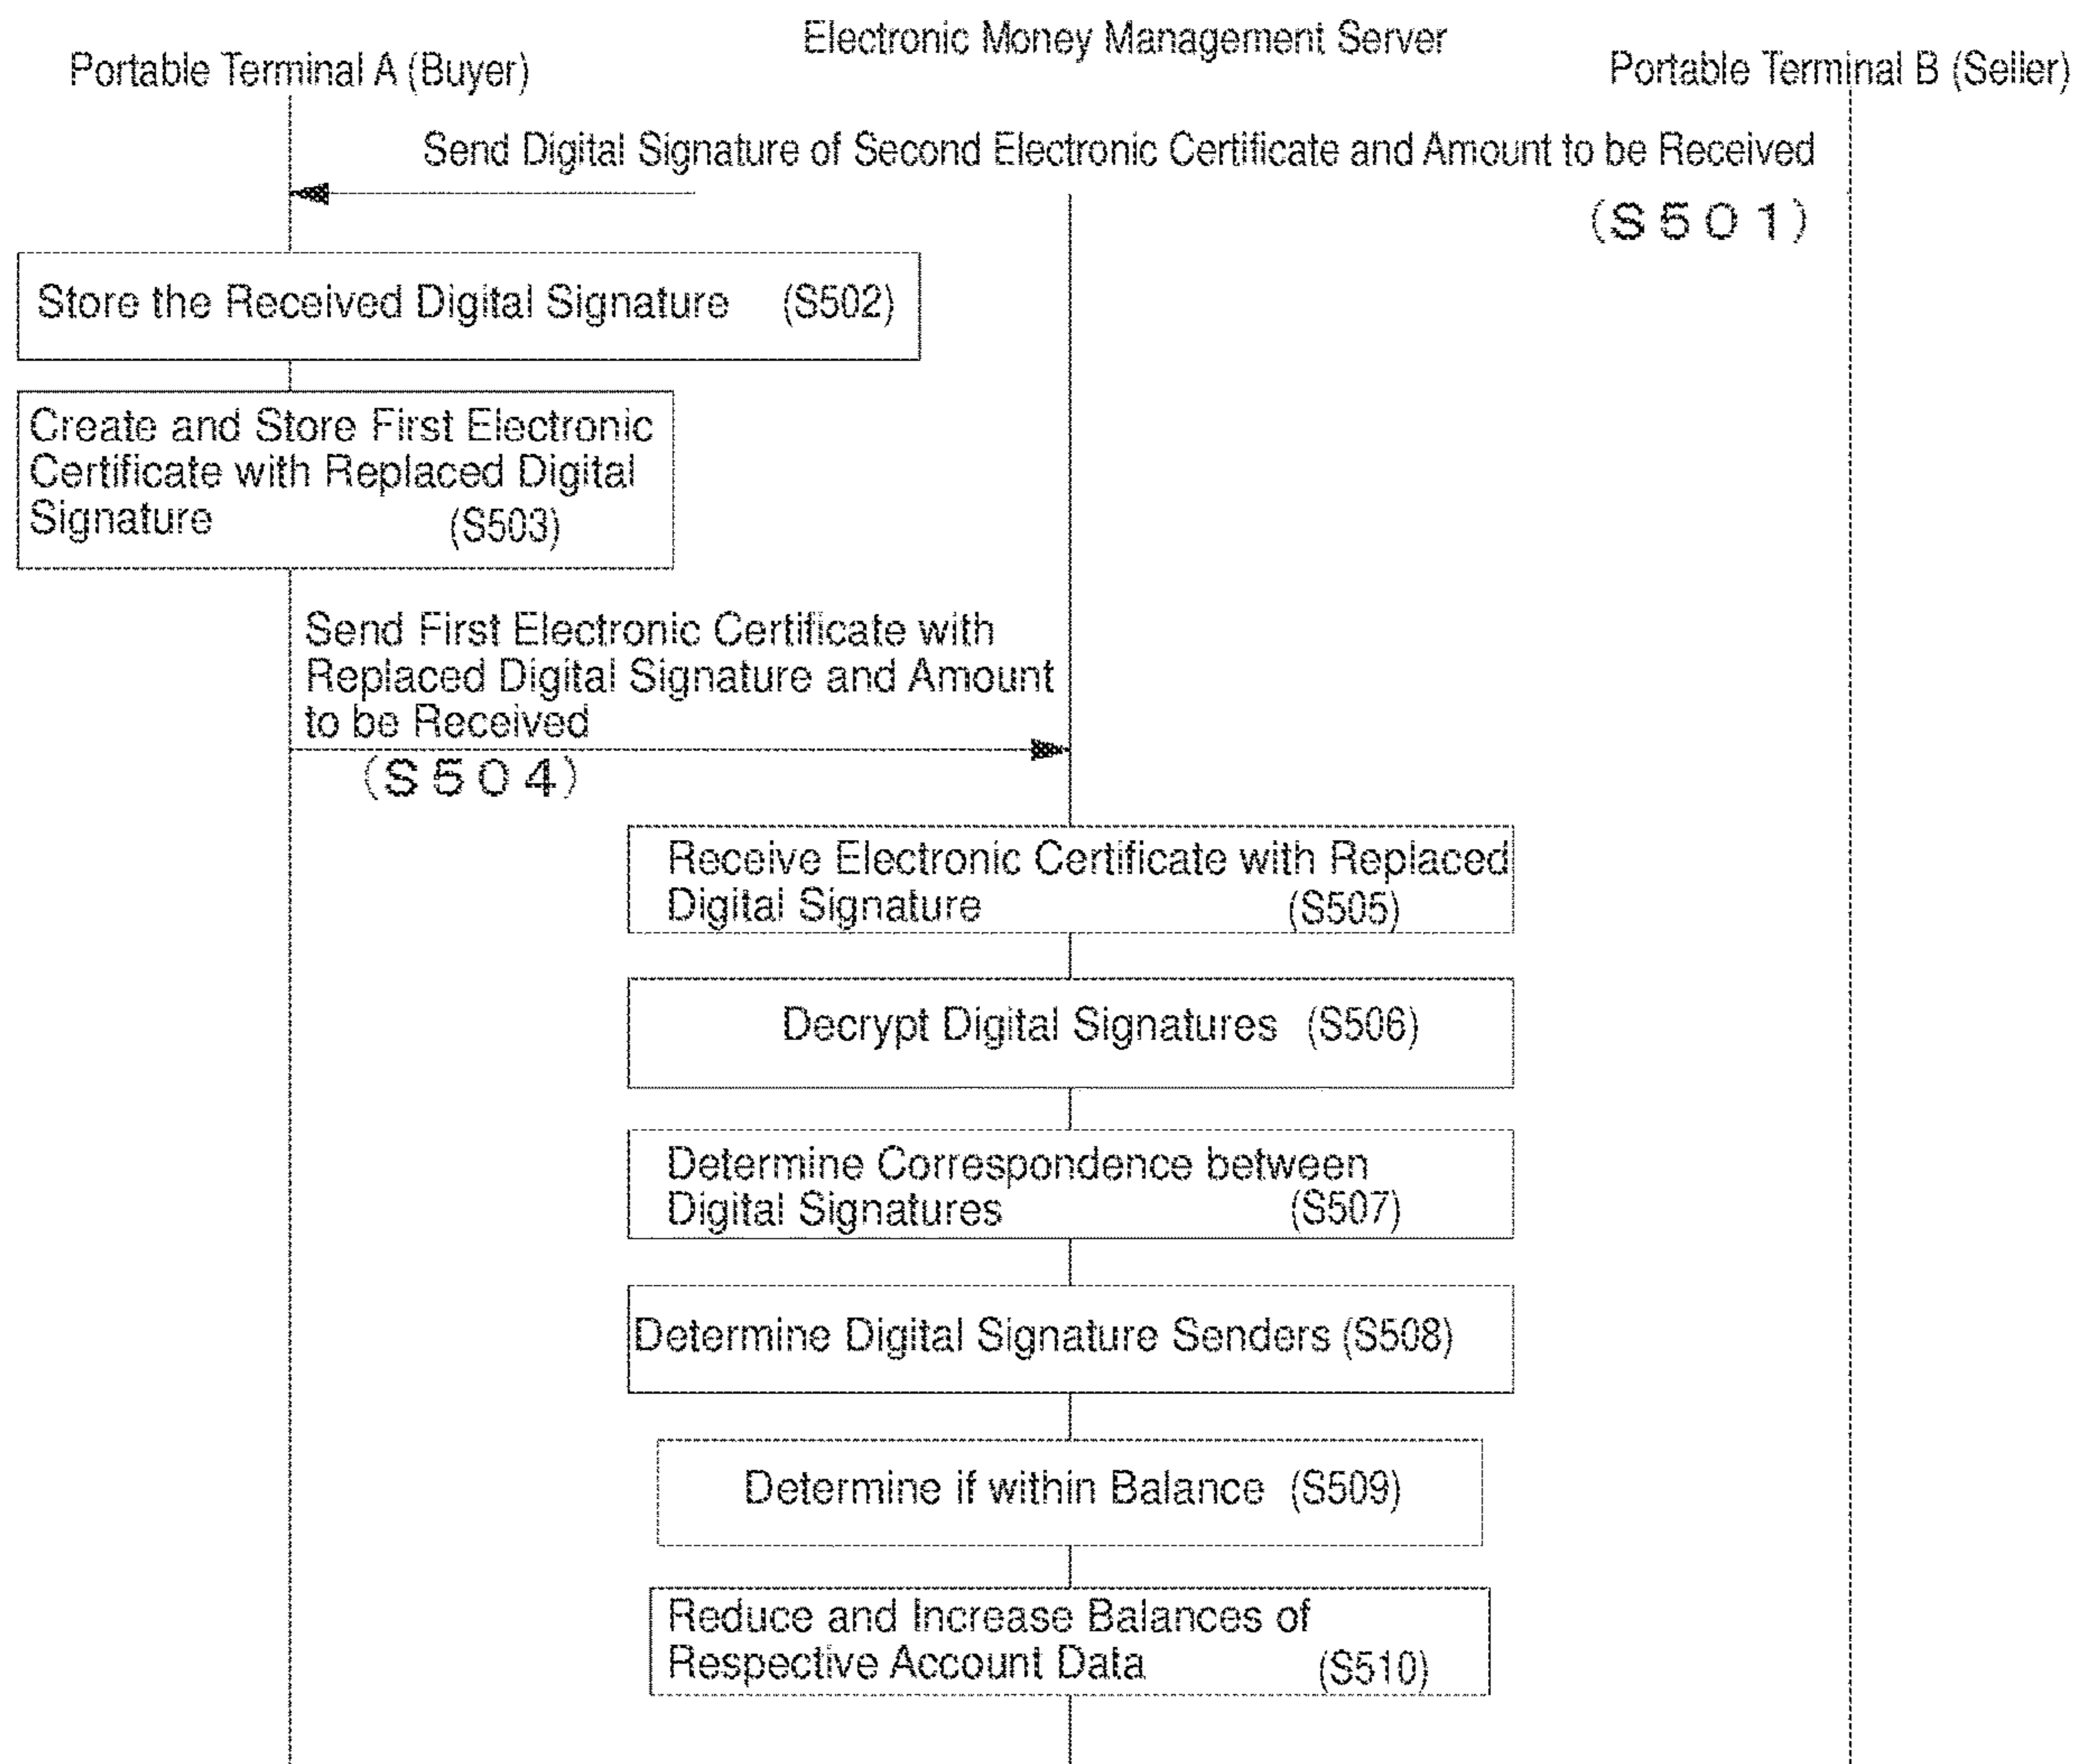 Electronic Money Management Server
Portable Terminal A (Buyer)
Portable Terminal B (Seller)
Send Digital Signature of Second Electronic Certificate and Amount to be Received
(S501)
Store the Received Digital Signature (S502)
Create and Store First Electronic
Certificate with Replaced Digital
Signature (S503)
Send First Electronic Certificate with
Replaced Digital Signature and Amount
to be Received
(S504)
Receive Electronic Certificate with Replaced
Digital Signature (S505)
Decrypt Digital Signatures (S506)
Determine Correspondence between
Digital Signatures (S507)
Determine Digital Signature Senders (S508)
Determine if within Balance (S509)
Reduce and Increase Balances of
Respective Account Data (S510)